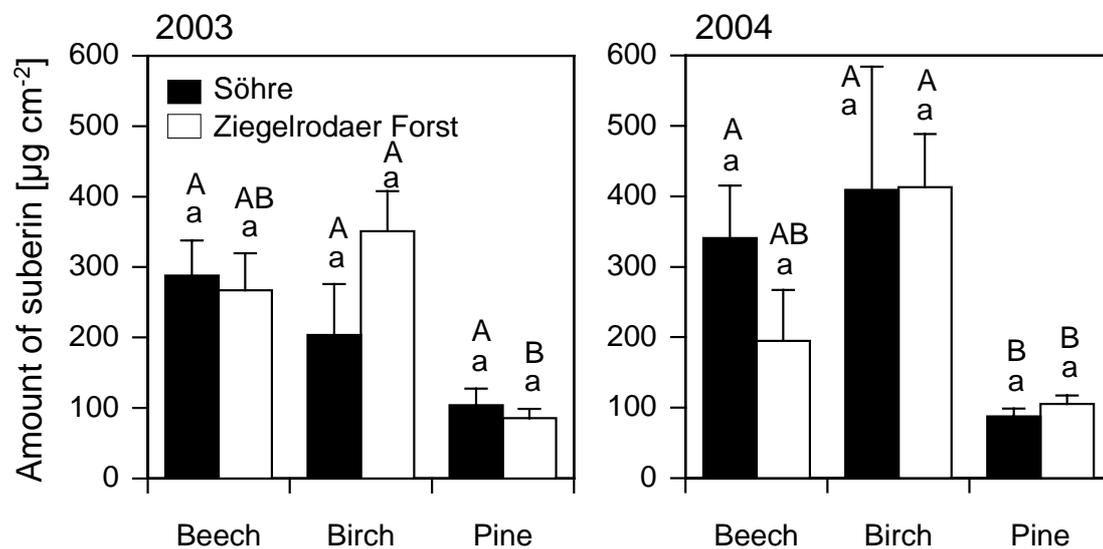 2003
Amount of suberin [µg cm-2]
600
500
400
300
200
100
0
Söhre
Ziegelrodaer Forst
A
a
AB
a
A
a
A
a
A
a
B
a
Beech
Birch
Pine
2004
600
500
400
300
200
100
0
A
a
AB
a
A
a
A
a
B
a
B
a
Beech
Birch
Pine